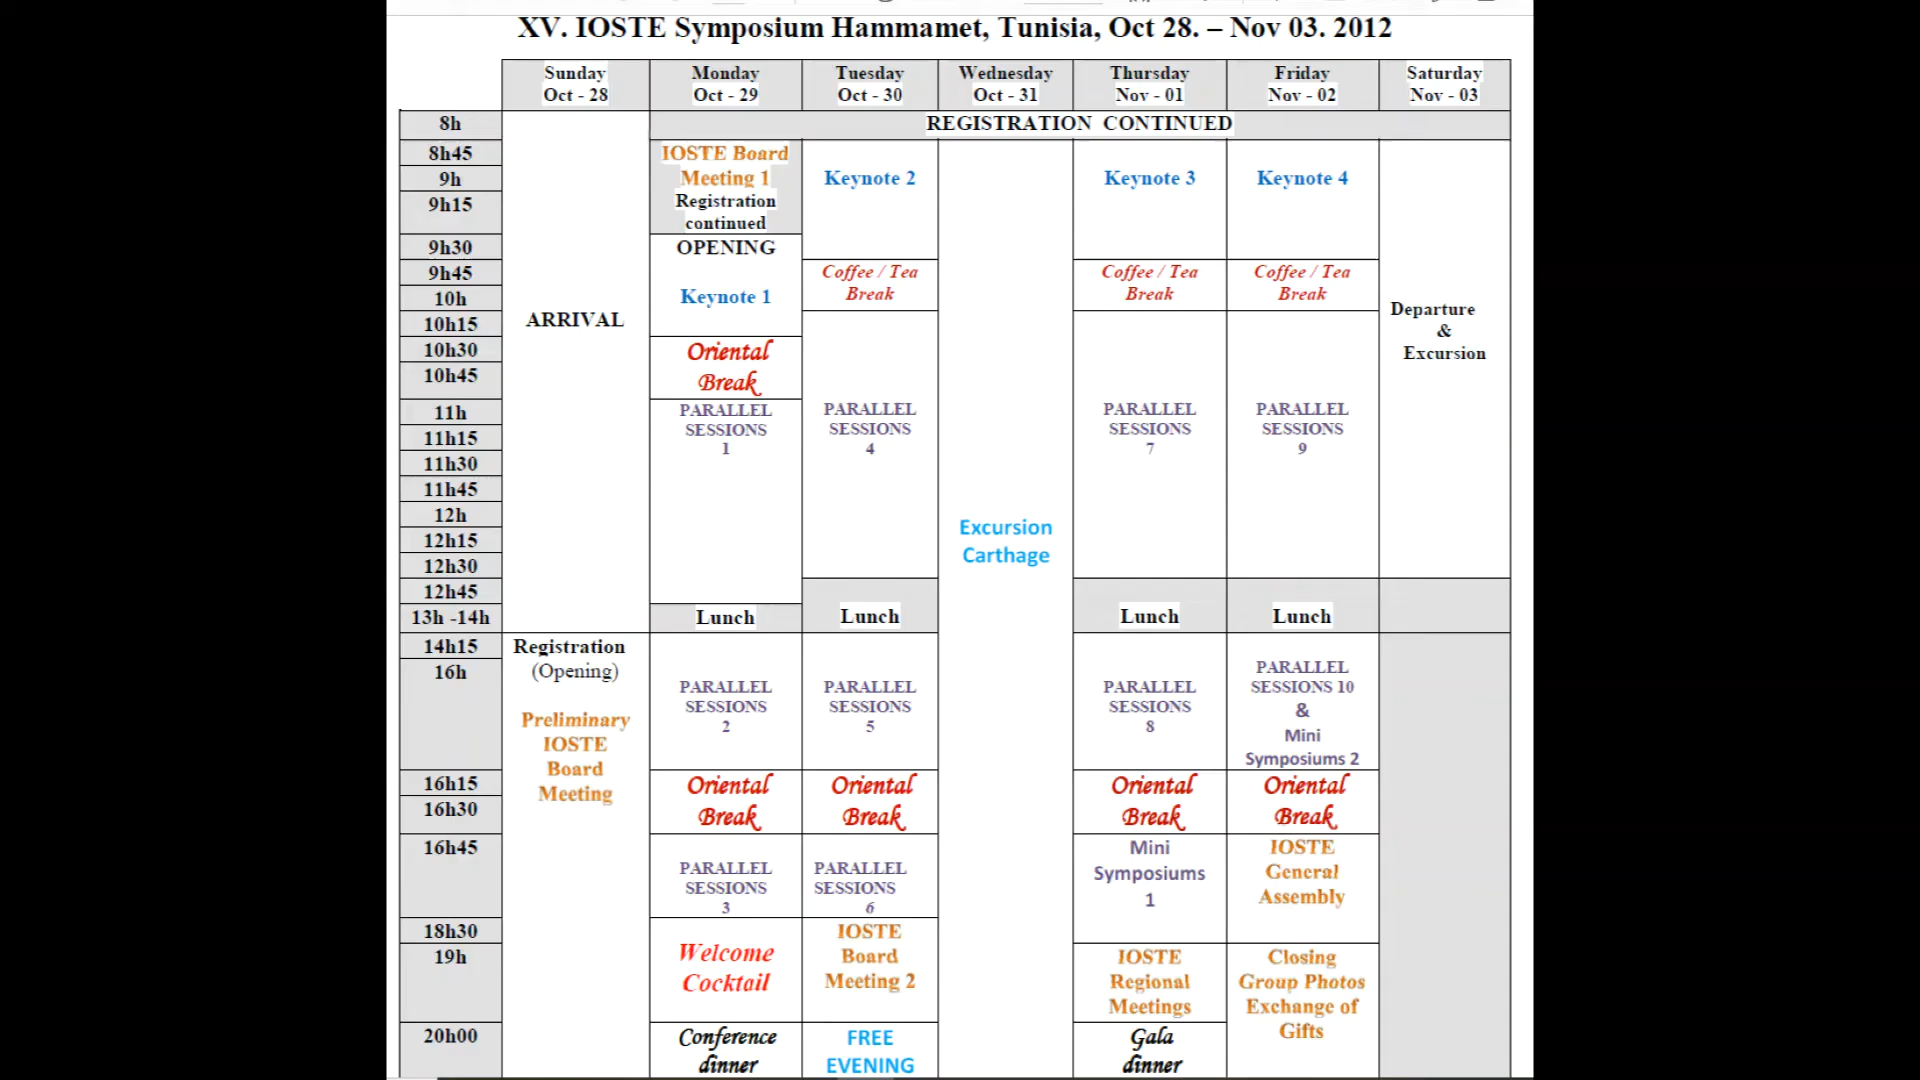 XV. IOSTE Symposium Hammamet, Tunisia, Oct 28. – Nov 03. 2012
Sunday Monday Tuesday Wednesday Thursday Friday Saturday
Oct - 28 Oct - 29 Oct - 30 Oct - 31 Nov - 01 Nov - 02 Nov - 03
8h
REGISTRATION CONTINUED
8h45
9h
9h15
9h30
9h45
10h
10h15
10h30
10h45
11h
11h15
11h30
11h45
12h
12h15
12h30
12h45
13h -14h
14h15
16h
16h15
16h30
16h45
18h30
19h
20h00
ARRIVAL
Registration
(Opening)
Preliminary
IOSTE
Board
Meeting
IOSTE Board
Meeting 1
Registration
continued
OPENING
Keynote 1
Oriental
Break
PARALLEL
SESSIONS
1
Lunch
PARALLEL
SESSIONS
2
Oriental
Break
PARALLEL
SESSIONS
3
Welcome
Cocktail
Conference
dinner
Keynote 2
Coffee / Tea
Break
PARALLEL
SESSIONS
4
Lunch
PARALLEL
SESSIONS
5
Oriental
Break
PARALLEL
SESSIONS
6
IOSTE
Board
Meeting 2
FREE
EVENING
Excursion
Carthage
Keynote 3
Coffee / Tea
Break
PARALLEL
SESSIONS
7
Lunch
PARALLEL
SESSIONS
8
Oriental
Break
Mini
Symposiums
1
IOSTE
Regional
Meetings
Gala
dinner
Keynote 4
Coffee / Tea
Break
PARALLEL
SESSIONS
9
Lunch
PARALLEL
SESSIONS 10
&
Mini
Symposiums 2
Oriental
Break
IOSTE
General
Assembly
Closing
Group Photos
Exchange of
Gifts
Departure
&
Excursion